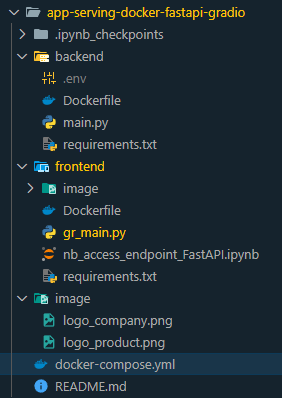 app-serving-docker-fastapi-gradio
.ipynb_checkpoints
backend
.env
Dockerfile
main.py
requirements.txt
frontend
image
Dockerfile
gr_main.py
nb_access_endpoint_FastAPI.ipynb
requirements.txt
image
logo_company.png
logo_product.png
docker-compose.yml
README.md